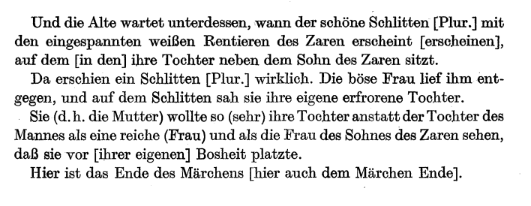 Und die Alte wartet unterdessen, wann der schöne Schlitten [Plur.] mit
den eingespannten weißen Rentieren des Zaren erscheint [erscheinen],
auf dem [in den] ihre Tochter neben dem Sohn des Zaren sitzt.
Da erschien ein Schlitten [Plur.] wirklich. Die böse Frau lief ihm ent-
gegen, und auf dem Schlitten sah sie ihre eigene erfrorene Tochter.
Sie (d. h. die Mutter) wollte so (sehr) ihre Tochter anstatt der Tochter des
Mannes als eine reiche (Frau) und als die Frau des Sohnes des Zaren sehen,
daß sie vor [ihrer eigenen] Bosheit platzte.
Hier ist das Ende des Märchens [hier auch dem Märchen Ende].